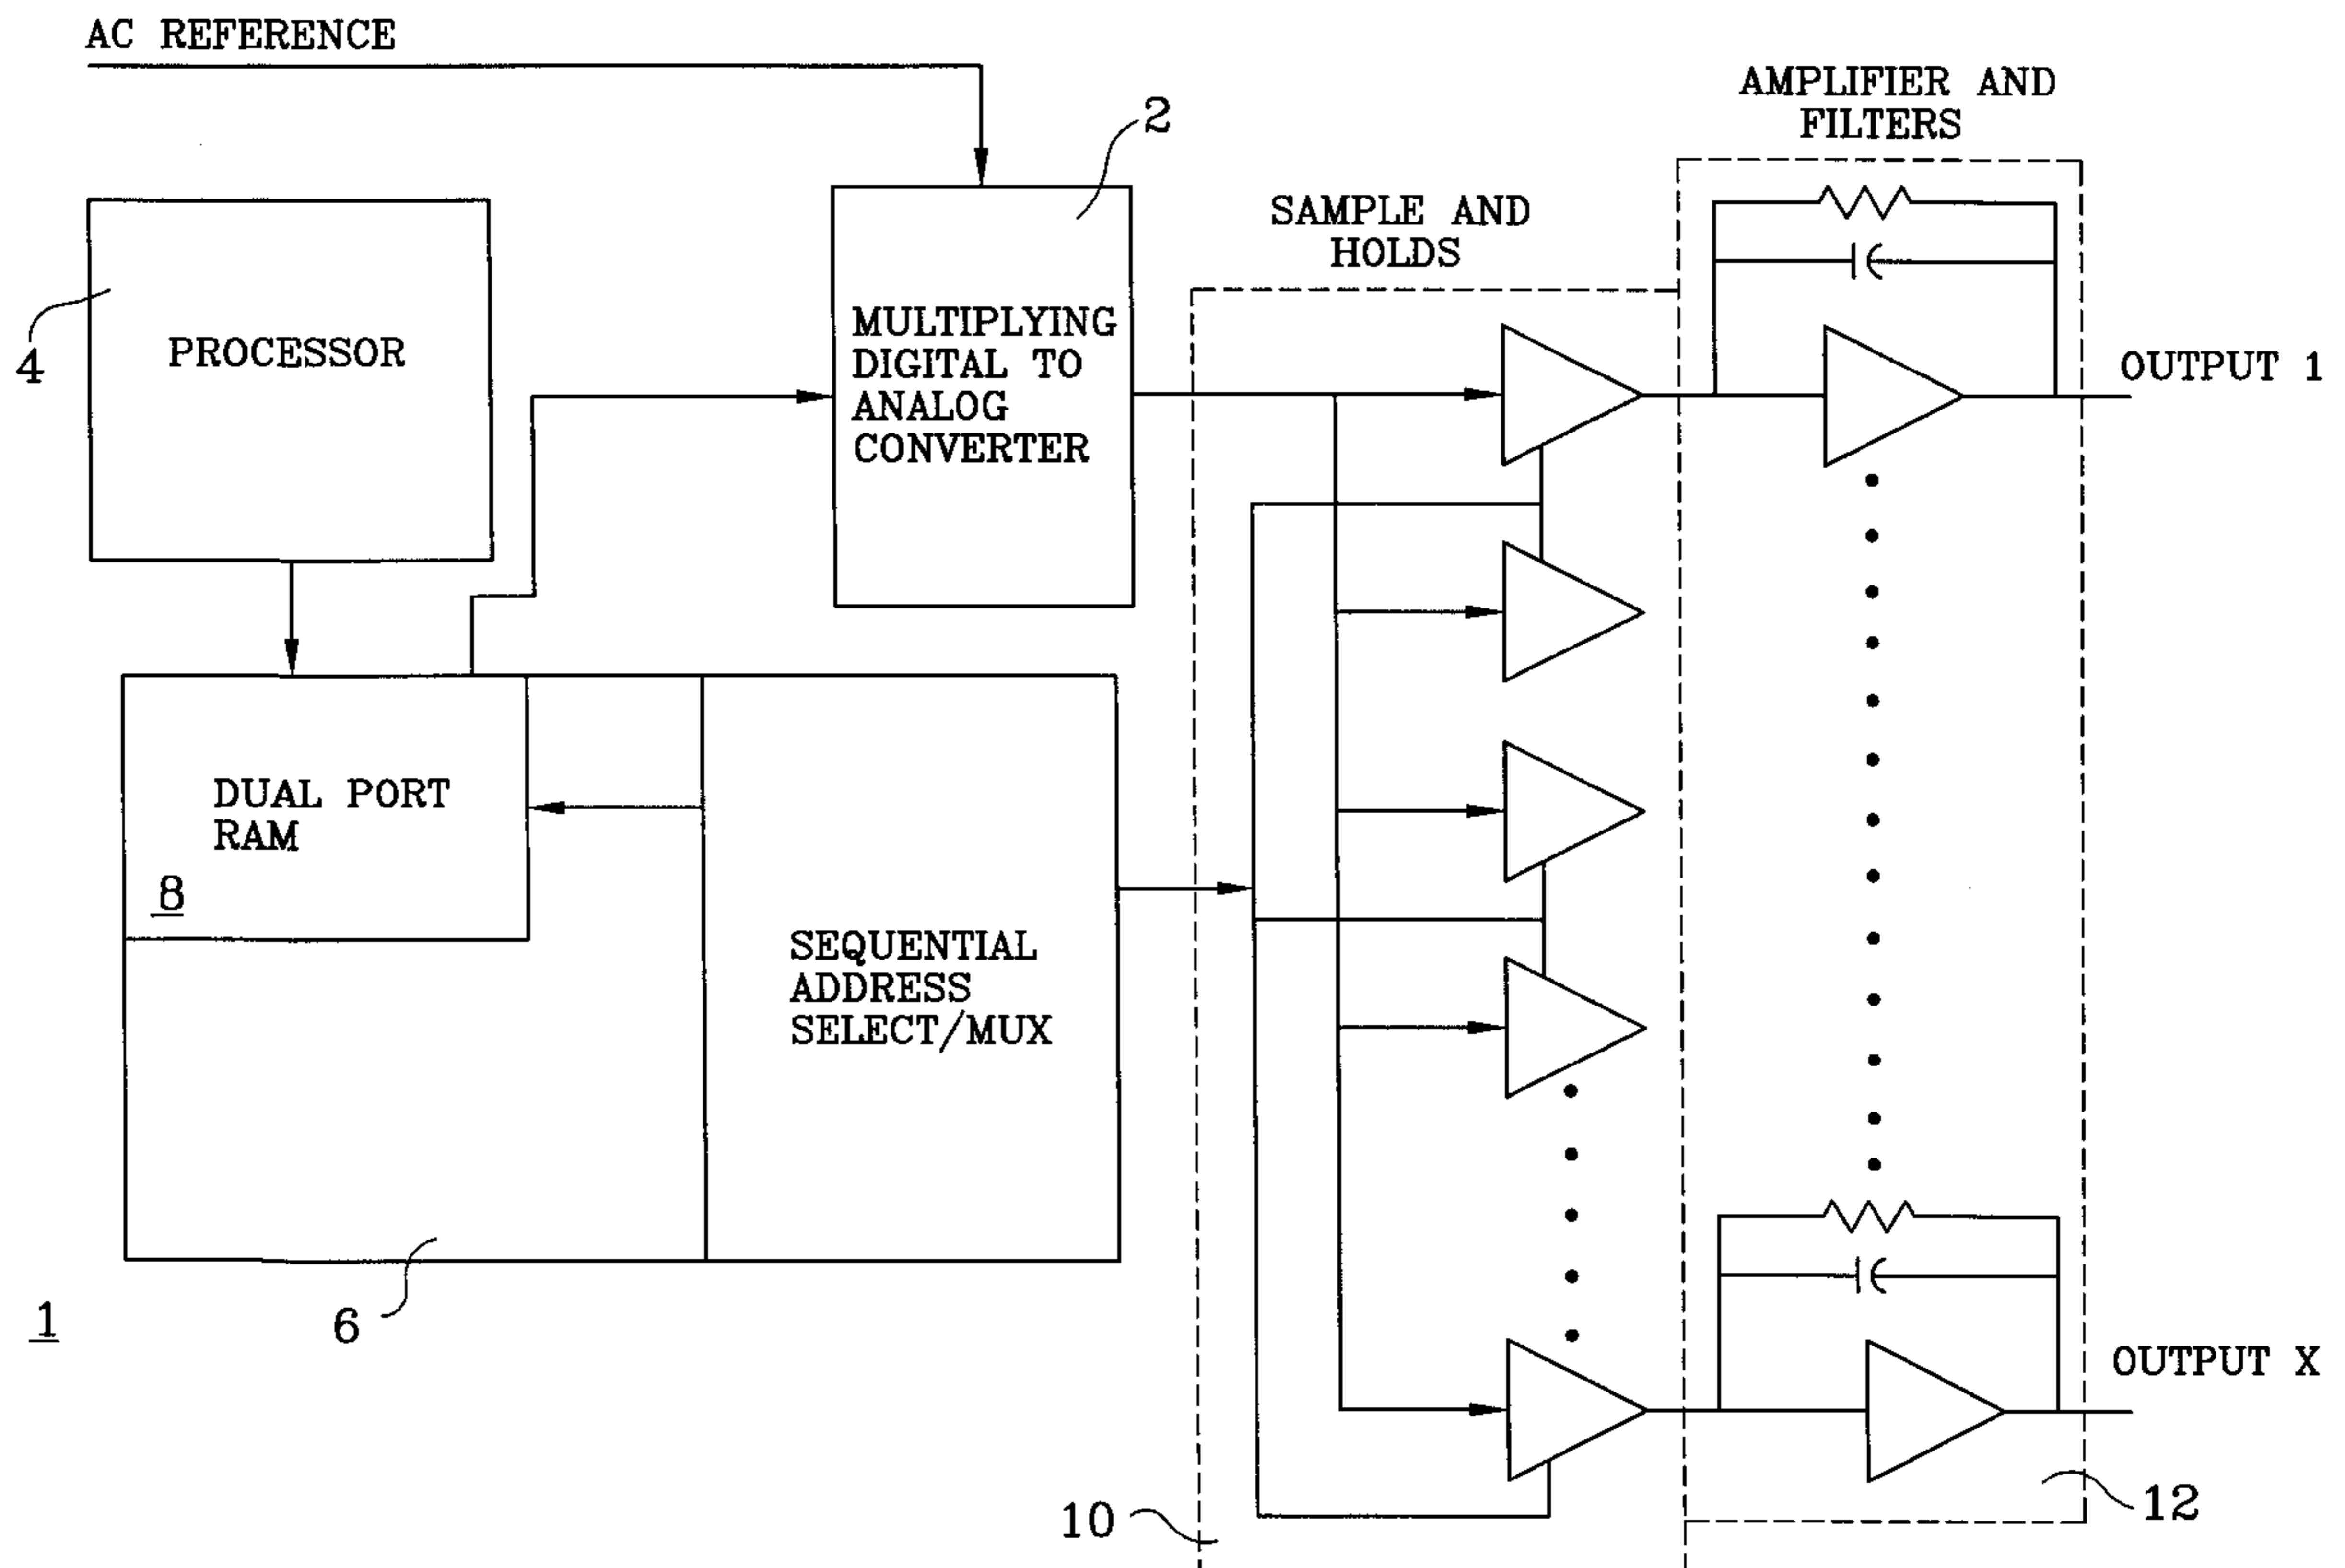 AC REFERENCE
AMPLIFIER AND
FILTERS
2
SAMPLE AND
HOLDS
4
PROCESSOR
MULTIPLYING
DIGITAL TO
ANALOG
CONVERTER
OUTPUT 1
DUAL PORT
RAM
8
SEQUENTIAL
ADDRESS
SELECT/MUX
1
6
OUTPUT X
10
12